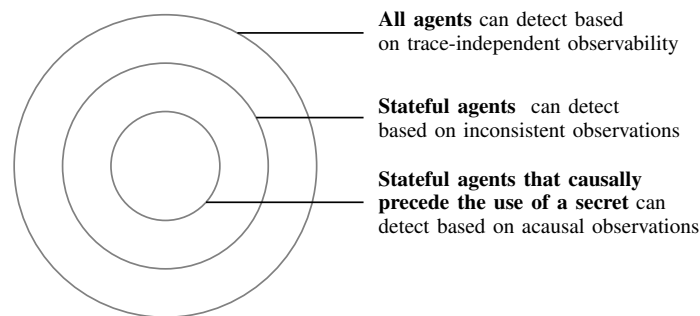 All agents can detect based
on trace-independent observability
Stateful agents can detect
based on inconsistent observations
Stateful agents that causally
precede the use of a secret can
detect based on acausal observations